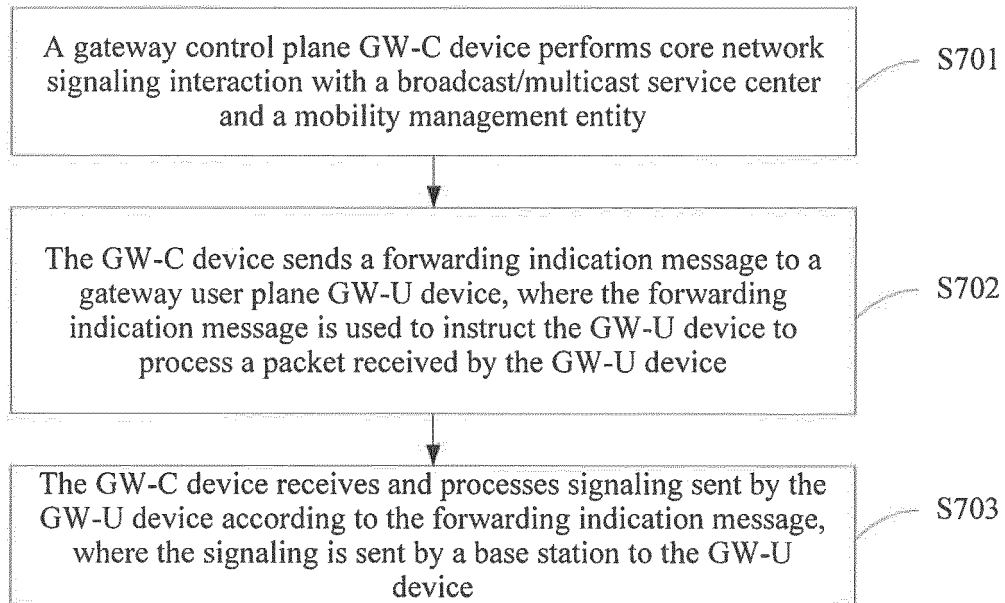 A gateway control plane GW-C device performs core network
signaling interaction with a broadcast/multicast service center
and a mobility management entity
S701
The GW-C device sends a forwarding indication message to a
gateway user plane GW-U device, where the forwarding
indication message is used to instruct the GW-U device to
process a packet received by the GW-U device
S702
The GW-C device receives and processes signaling sent by the
GW-U device according to the forwarding indication message,
where the signaling is sent by a base station to the GW-U
device
S703